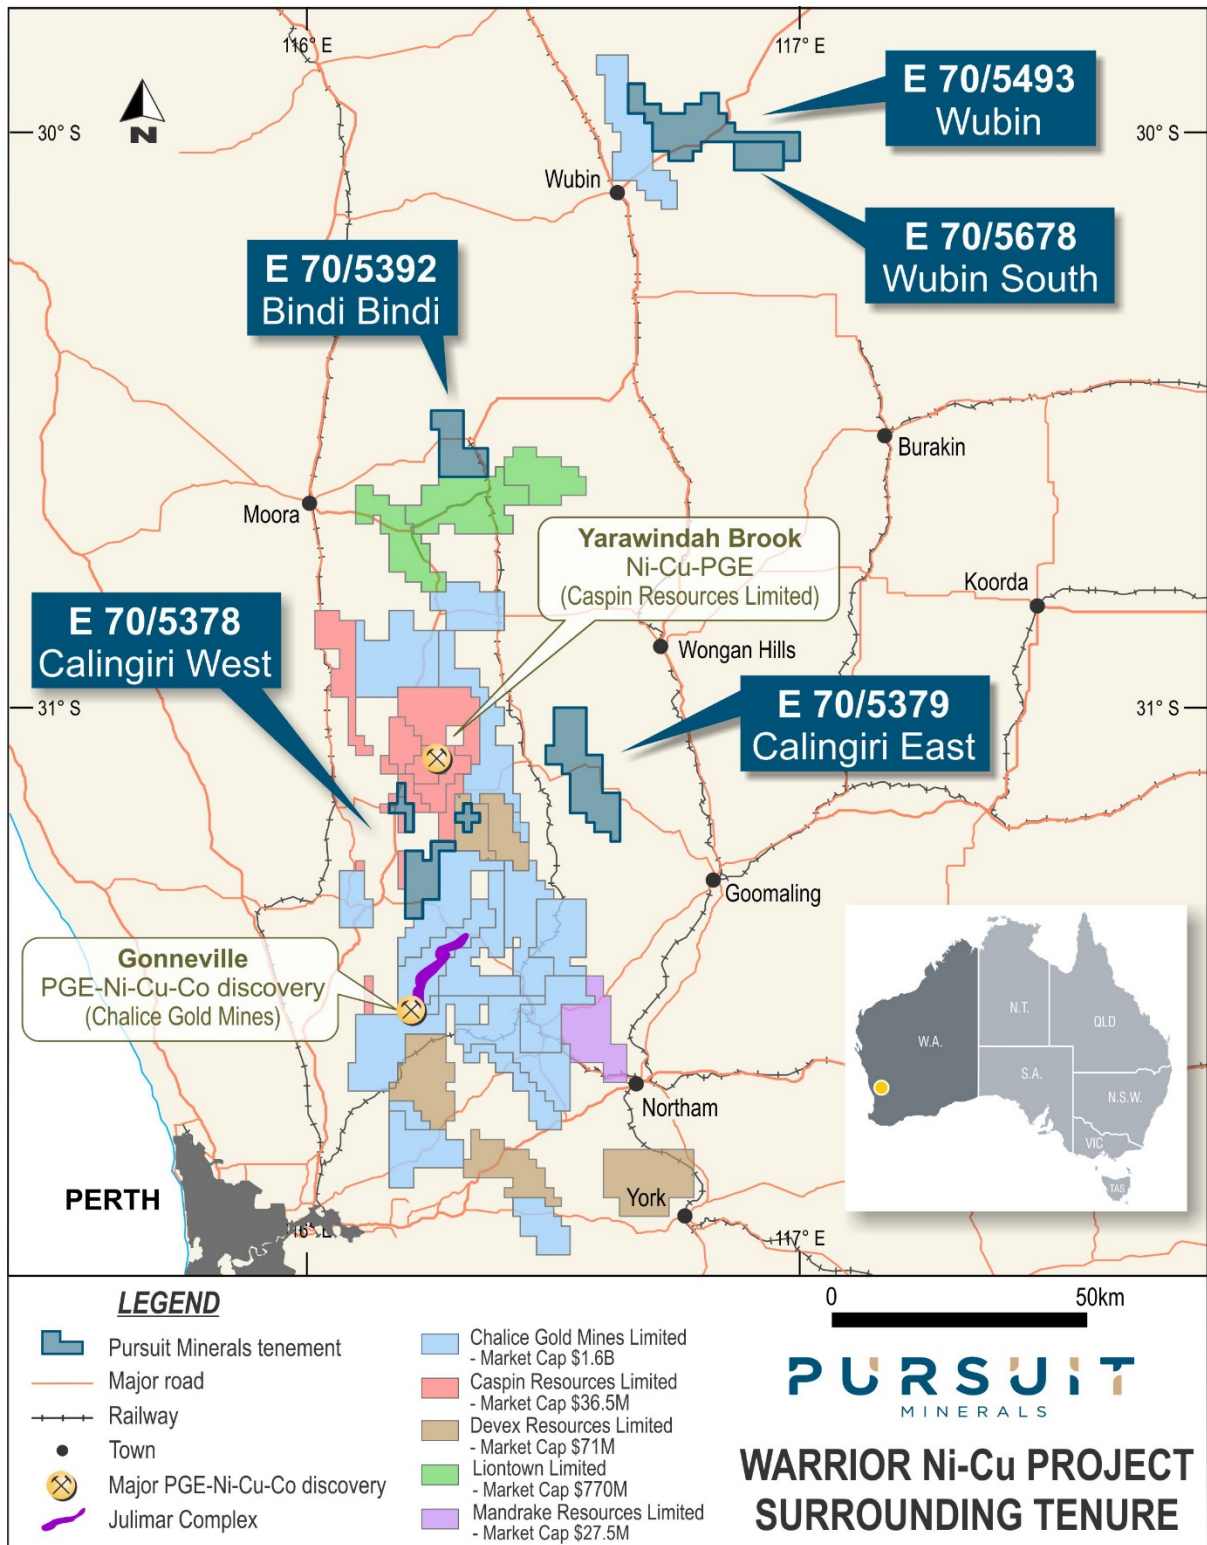 116° E
117° E
N
30° S
30° S
E 70/5493
Wubin
Wubin
E 70/5678
Wubin South
E 70/5392
Bindi Bindi
Burakin
Moora
Yarawindah Brook
Ni-Cu-PGE
(Caspin Resources Limited)
Koorda
E 70/5378
Calingiri West
Wongan Hills
31° S
31° S
E 70/5379
Calingiri East
Goomaling
Gonneville
PGE-Ni-Cu-Co discovery
(Chalice Gold Mines)
N.T.
QLD
W.A.
S.A.
N.S.W.
VIC
TAS
Northam
PERTH
York
117° E
LEGEND
Pursuit Minerals tenement
Major road
Railway
Town
Major PGE-Ni-Cu-Co discovery
Julimar Complex
Chalice Gold Mines Limited
- Market Cap $1.6B
Caspin Resources Limited
- Market Cap $36.5M
Devex Resources Limited
- Market Cap $71M
Liontown Limited
- Market Cap $770M
Mandrake Resources Limited
- Market Cap $27.5M
0 50km
PURSUIT
MINERALS
WARRIOR Ni-Cu PROJECT
SURROUNDING TENURE